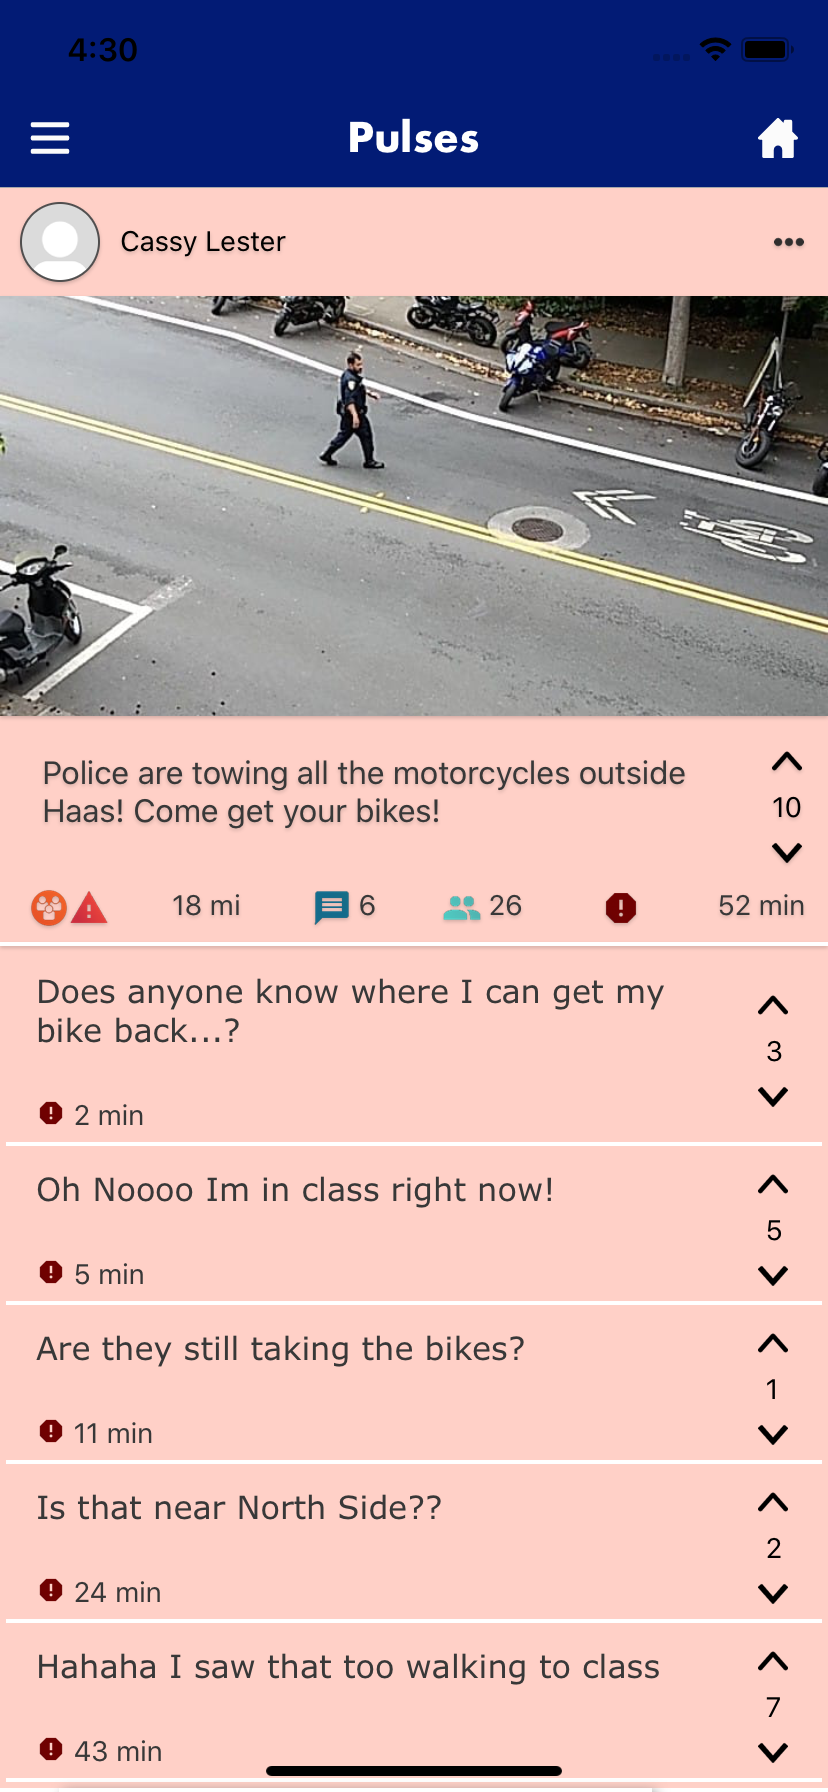 4:30
Pulses
Cassy Lester
Police are towing all the motorcycles outside
Haas! Come get your bikes!
10
18 mi
6
26
52 min
Does anyone know where I can get my
bike back...?
3
2 min
Oh Noooo Im in class right now!
5
5 min
Are they still taking the bikes?
1
11 min
Is that near North Side??
2
24 min
Hahaha I saw that too walking to class
7
43 min